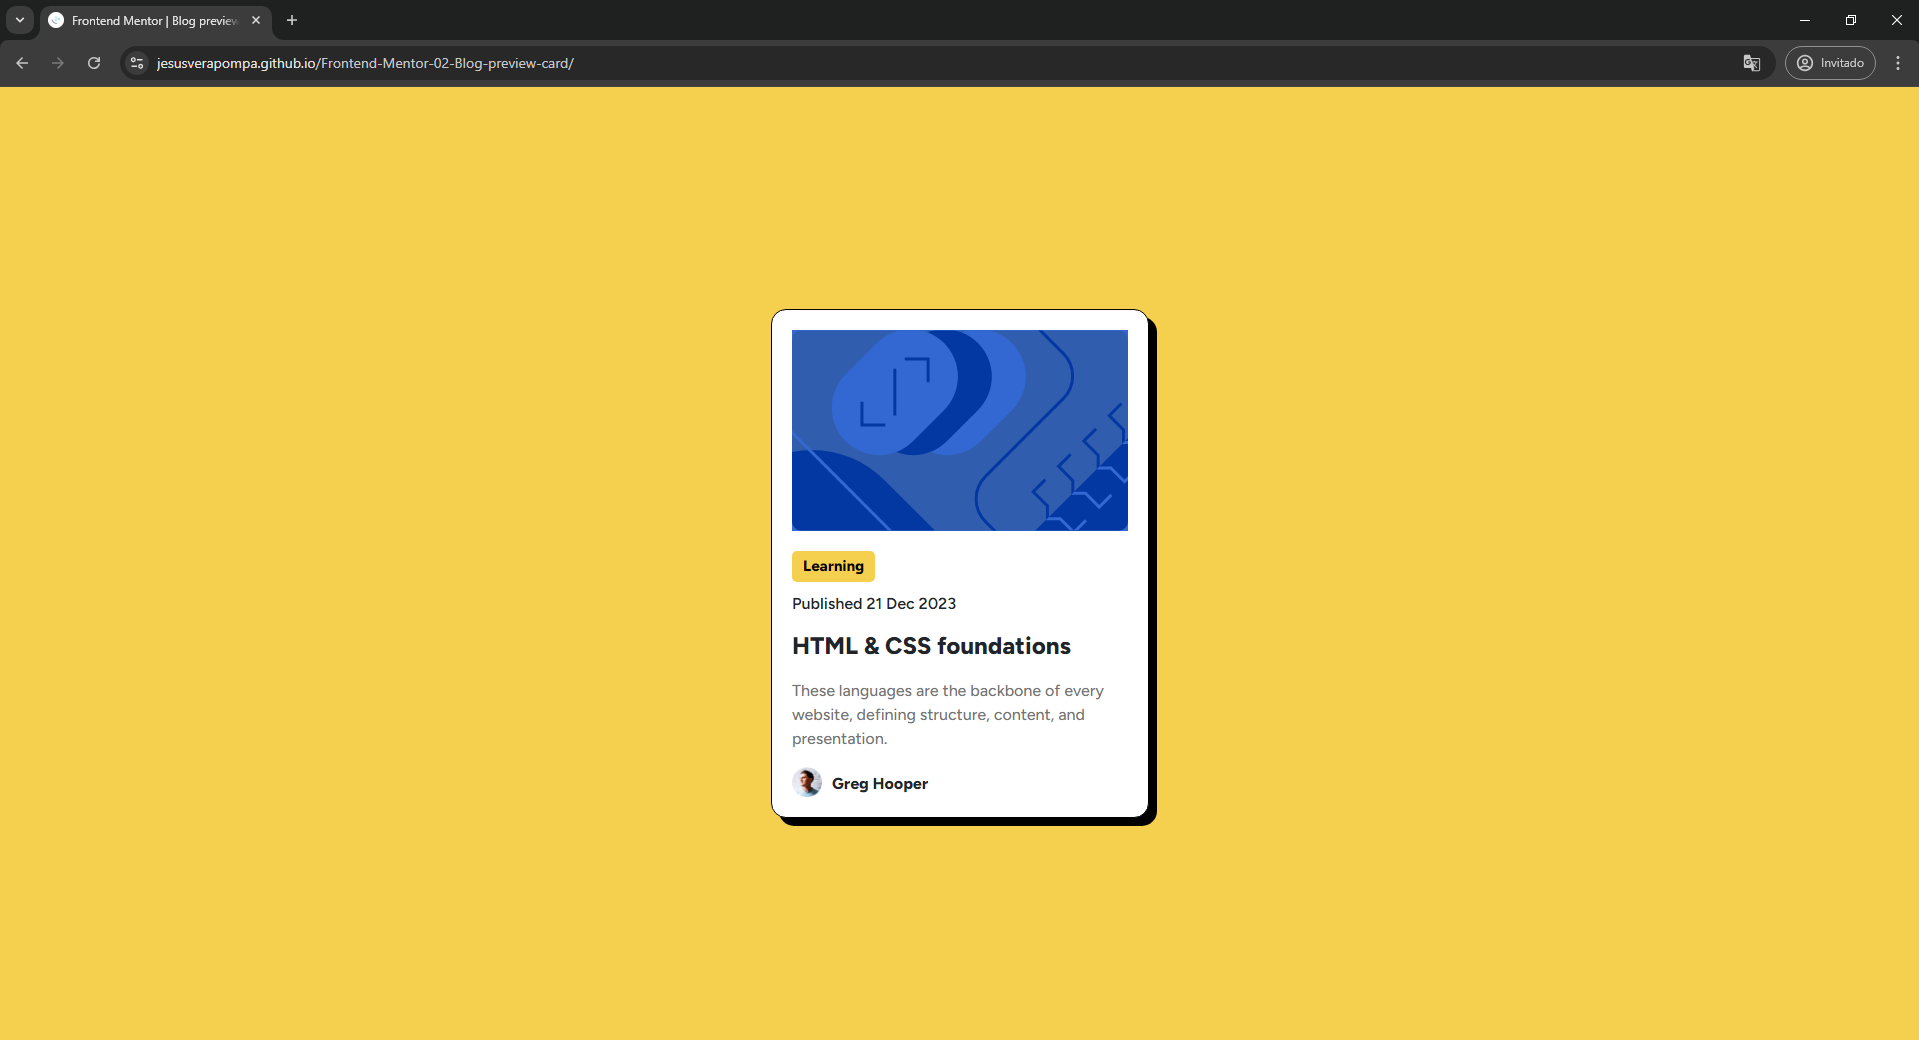 Frontend Mentor | Blog preview
jesusverapompa.github.io/Frontend-Mentor-02-Blog-preview-card/
Invitado
Learning
Published 21 Dec 2023
HTML & CSS foundations
These languages are the backbone of every
website, defining structure, content, and
presentation.
Greg Hooper